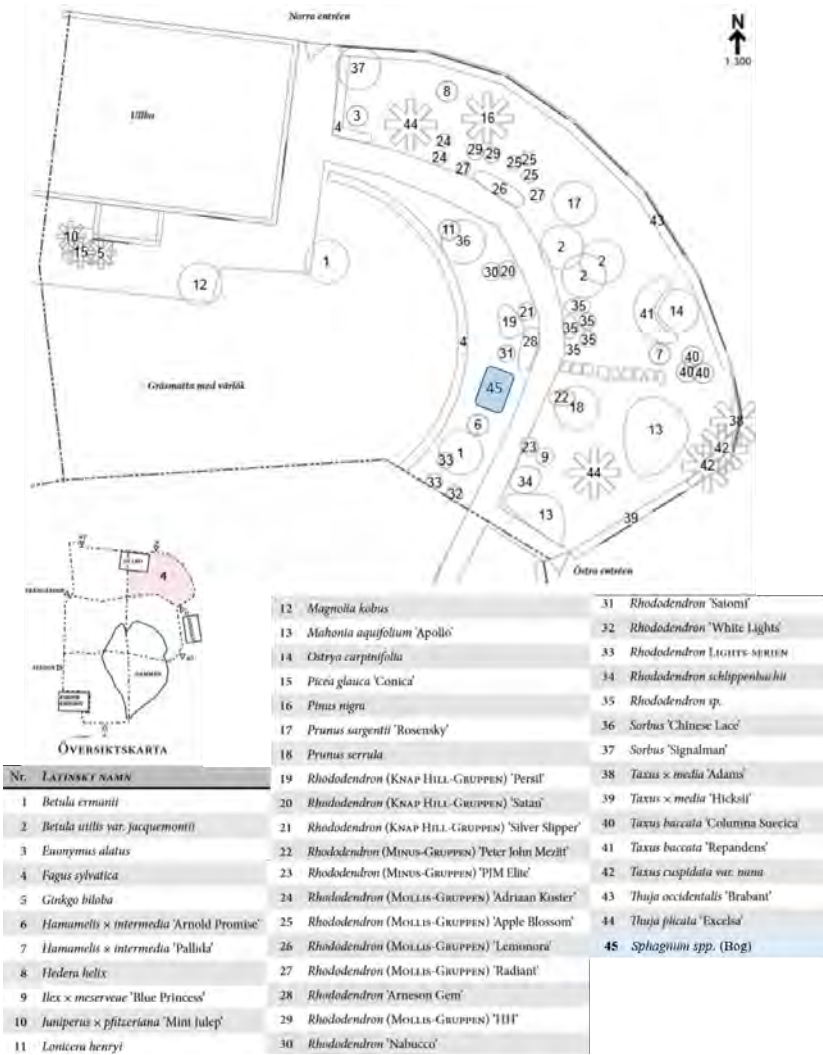 Norra entréen
N
1:300
Villa
37
8
3
44
16
4
24
24
29
29
25
25
25
27
26
27
17
43
11
36
2
2
2
10
15
5
1
12
30
20
19
21
35
35
35
35
35
41
14
28
4
31
7
40
40
40
Gräsmatta med vårlök
45
22
18
13
38
6
42
42
33
1
23
9
44
33
34
32
13
39
Östra entréen
4
ÖVERSIKTSKARTA
Nr. LATINSKT NAMN
1 Betula ermanii
2 Betula utilis var. jacquemontii
3 Euonymus alatus
4 Fagus sylvatica
5 Ginkgo biloba
6 Hamamelis × intermedia 'Arnold Promise'
7 Hamamelis × intermedia 'Pallida'
8 Hedera helix
9 Ilex × meserveae 'Blue Princess'
10 Juniperus × pfitzeriana 'Mint Julep'
11 Lonicera henryi
12 Magnolia kobus
13 Mahonia aquifolium 'Apollo'
14 Ostrya carpinifolia
15 Picea glauca 'Conica'
16 Pinus nigra
17 Prunus sargentii 'Rosensky'
18 Prunus serrula
19 Rhododendron (KNAP HILL-GRUPPEN) 'Persil'
20 Rhododendron (KNAP HILL-GRUPPEN) 'Satan'
21 Rhododendron (KNAP HILL-GRUPPEN) 'Silver Slipper'
22 Rhododendron (MINUS-GRUPPEN) 'Peter John Mezitt'
23 Rhododendron (MINUS-GRUPPEN) 'PJM Elite'
24 Rhododendron (MOLLIS-GRUPPEN) 'Adriaan Koster'
25 Rhododendron (MOLLIS-GRUPPEN) 'Apple Blossom'
26 Rhododendron (MOLLIS-GRUPPEN) 'Lemonora'
27 Rhododendron (MOLLIS-GRUPPEN) 'Radiant'
28 Rhododendron 'Arneson Gem'
29 Rhododendron (MOLLIS-GRUPPEN) 'HH'
30 Rhododendron 'Nabucco'
31 Rhododendron 'Satomi'
32 Rhododendron 'White Lights'
33 Rhododendron LIGHTS-SERIEN
34 Rhododendron schlippenbachii
35 Rhododendron sp.
36 Sorbus 'Chinese Lace'
37 Sorbus 'Signalman'
38 Taxus × media 'Adams'
39 Taxus × media 'Hicksii'
40 Taxus baccata 'Columna Suecica'
41 Taxus baccata 'Repandens'
42 Taxus cuspidata var. nana
43 Thuja occidentalis 'Brabant'
44 Thuja plicata 'Excelsa'
45 Sphagnum spp. (Bog)